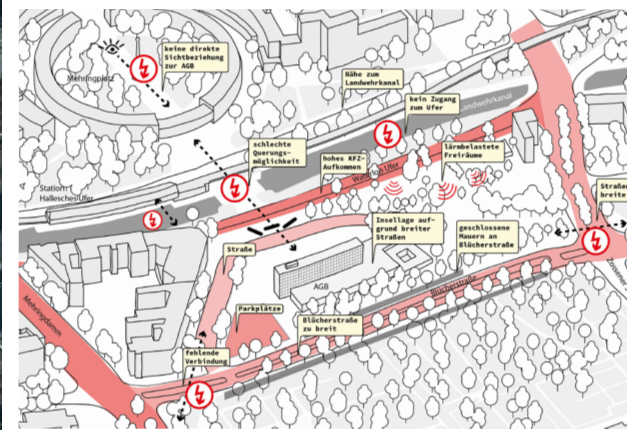 keine direkte
Sichtbeziehung
zur AGB
Mehringplatz
Nähe zum
Landwehrkanal
kein Zugang
zum Ufer
Landwehrkanal
schlechte
Querungs-
möglichkeit
hohes KFZ-
Aufkommen
lärmbelastete
Freiräume
Waterloo Ufer
Station
Hallesches Ufer
Straßen
breite
Insellage auf-
grund breiter
Straßen
geschlossene
Mauern an
Blücherstraße
Straße
AGB
Blücherstraße
Zossener
Mehringdamm
Parkplätze
Blücherstraße
zu breit
fehlende
Verbindung